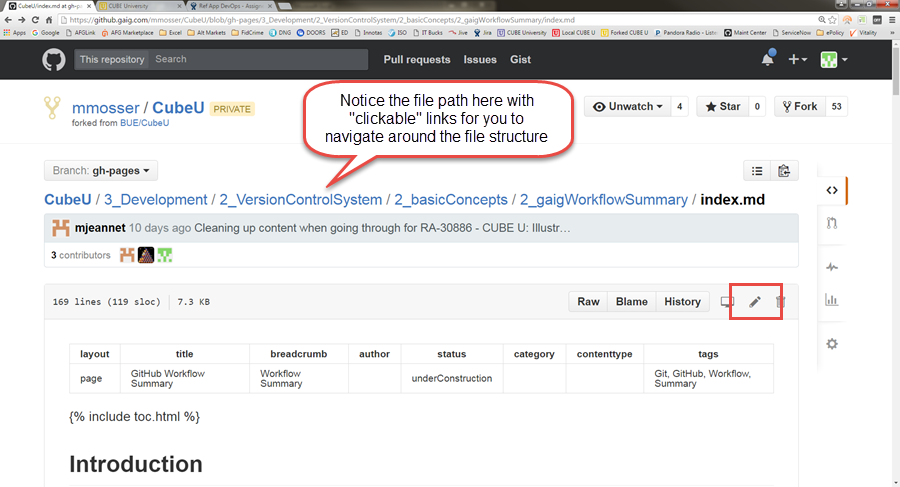 CubeU/index.md at gh-pa
CUBE University
Ref App DevOps - Assign
https://github.gaig.com/mmosser/CubeU/blob/gh-pages/3_Development/2_VersionControlSystem/2_basicConcepts/2_gaigWorkflowSummary/index.md
Apps Google AFGLink AFG Marketplace Excel Alt Markets FidCrime DNG DOORS ED Innotas ISO IT Bucks Jive Jira CUBE University Local CUBE U Forked CUBE U Pandora Radio - Listen Maint Center ServiceNow ePolicy Vitality
This repository Search Pull requests Issues Gist
mmosser / CubeU PRIVATE
forked from BUE/CubeU
Unwatch 4 Star 0 Fork 53
Notice the file path here with
"clickable" links for you to
navigate around the file structure
Branch: gh-pages
CubeU / 3_Development / 2_VersionControlSystem / 2_basicConcepts / 2_gaigWorkflowSummary / index.md
mjeannet 10 days ago Cleaning up content when going through for RA-30886 - CUBE U: Illustr…
3 contributors
169 lines (119 sloc) 7.3 KB Raw Blame History
layout title breadcrumb author status category contenttype tags
page GitHub Workflow Summary Workflow Summary underConstruction Git, GitHub, Workflow, Summary
{% include toc.html %}
Introduction